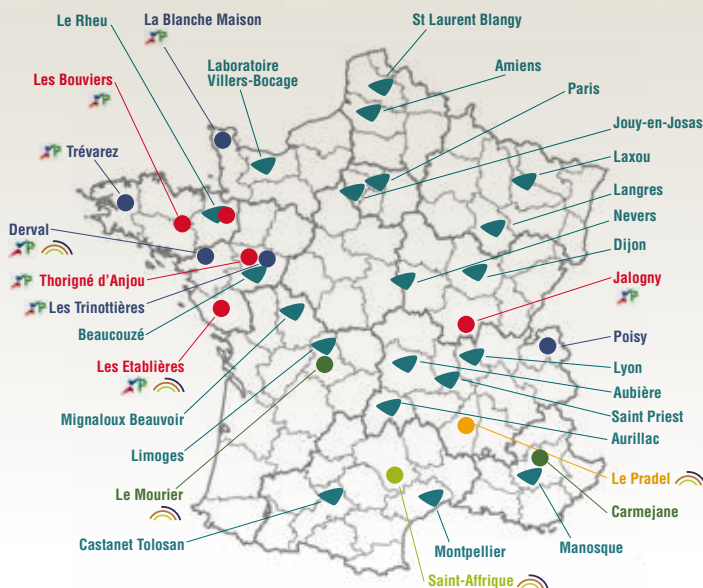 Le Rheu
La Blanche Maison
St Laurent Blangy
Laboratoire
Villers-Bocage
Amiens
Les Bouviers
Paris
Jouy-en-Josas
Trévarez
Laxou
Langres
Nevers
Derval
Dijon
Thorigné d'Anjou
Jalogny
Les Trinottières
Beaucouzé
Poisy
Les Etablières
Lyon
Aubière
Mignaloux Beauvoir
Saint Priest
Aurillac
Limoges
Le Pradel
Le Mourier
Carmejane
Castanet Tolosan
Montpellier
Manosque
Saint-Affrique